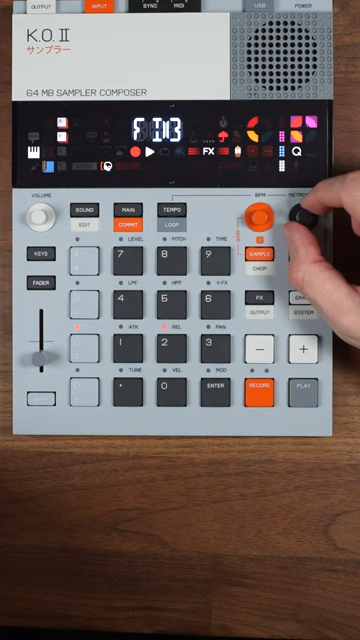 OUTPUT INPUT SYNC MIDI USB POWER
K.O. II
サンプラー
64 MB SAMPLER COMPOSER
FX
Q
VOLUME BPM
SOUND MAIN TEMPO
EDIT COMMIT LOOP
LEVEL PITCH TIME
KEYS 7 8 9 SAMPLE
CHOP
FADER LPF HPF FX
4 5 6 FX
OUTPUT SYSTEM
ATK REL PAN
1 2 3 − +
TUNE VEL MOD
• 0 ENTER RECORD PLAY